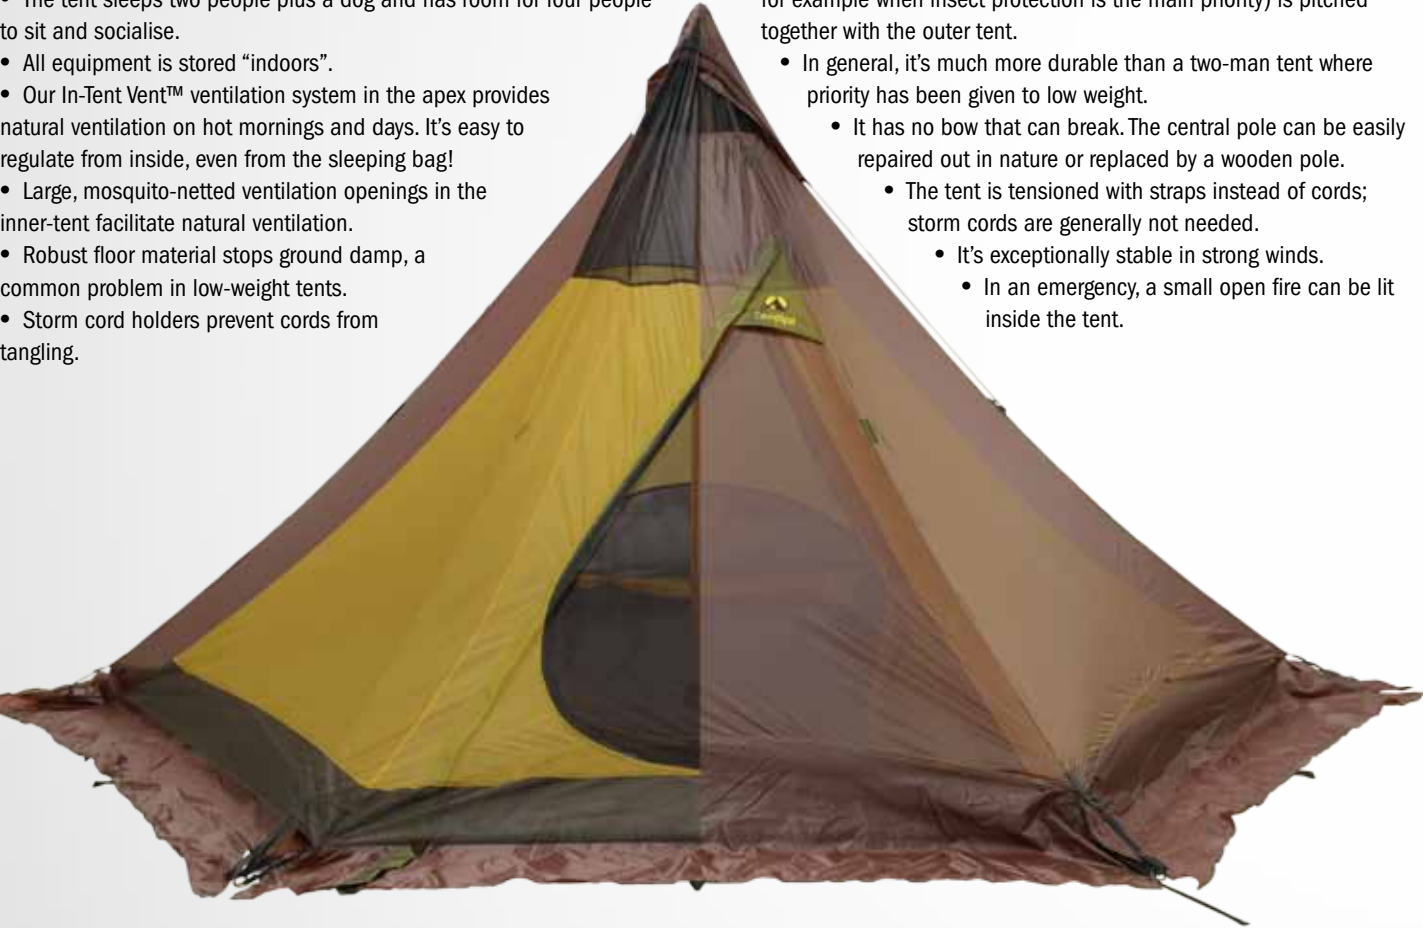 • The tent sleeps two people plus a dog and has room for four people
to sit and socialise.
• All equipment is stored “indoors”.
• Our In-Tent Vent™ ventilation system in the apex provides
natural ventilation on hot mornings and days. It’s easy to
regulate from inside, even from the sleeping bag!
• Large, mosquito-netted ventilation openings in the
inner-tent facilitate natural ventilation.
• Robust floor material stops ground damp, a
common problem in low-weight tents.
• Storm cord holders prevent cords from
tangling.
for example when insect protection is the main priority) is pitched
together with the outer tent.
• In general, it’s much more durable than a two-man tent where
priority has been given to low weight.
• It has no bow that can break. The central pole can be easily
repaired out in nature or replaced by a wooden pole.
• The tent is tensioned with straps instead of cords;
storm cords are generally not needed.
• It’s exceptionally stable in strong winds.
• In an emergency, a small open fire can be lit
inside the tent.